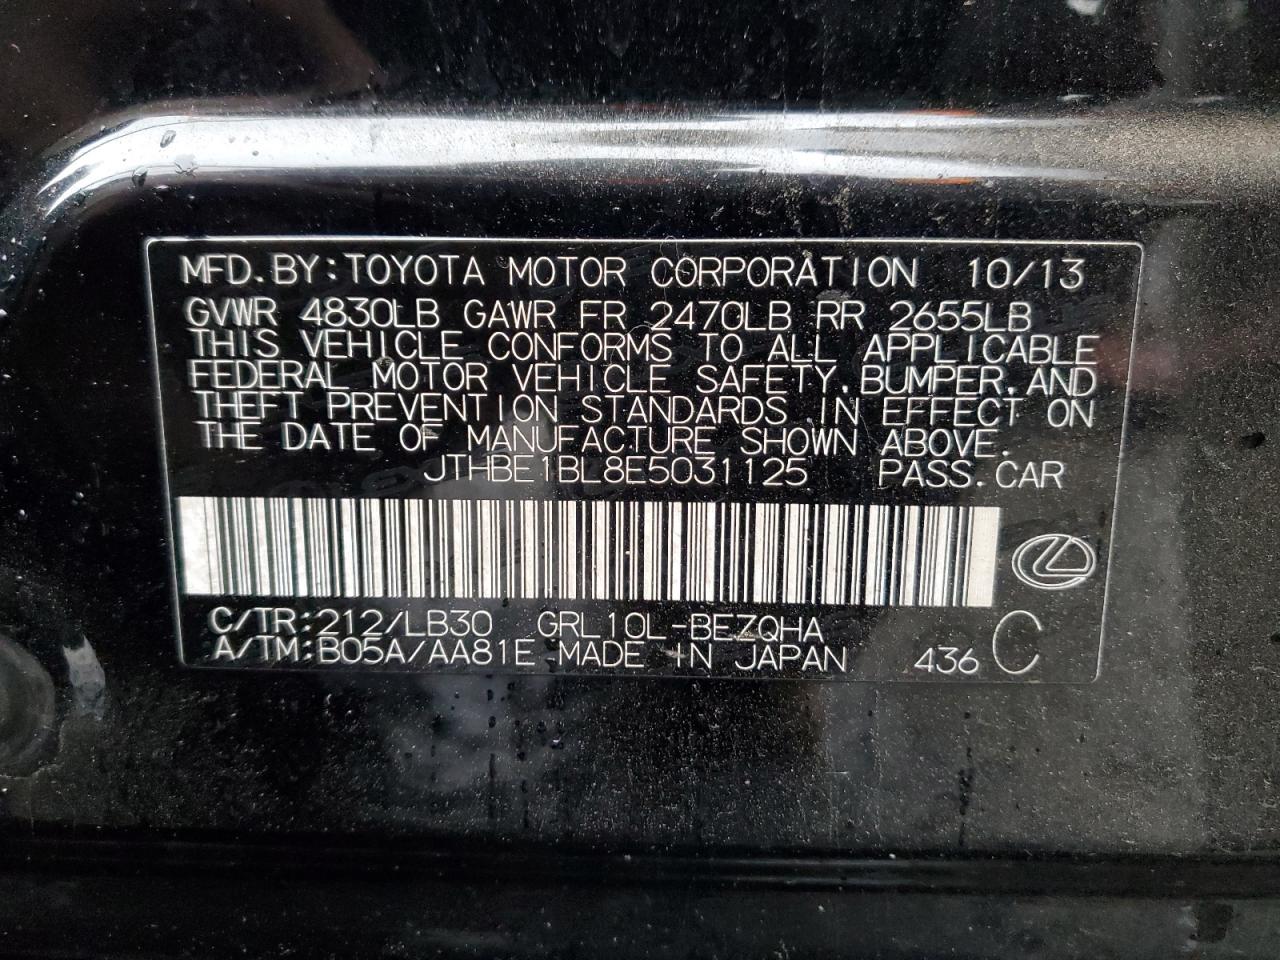 MFD.BY:TOYOTA MOTOR CORPORATION 10/13
GVWR 4830LB GAWR FR 2470LB RR 2655LB
THIS VEHICLE CONFORMS TO ALL APPLICABLE
FEDERAL MOTOR VEHICLE SAFETY,BUMPER,AND
THEFT PREVENTION STANDARDS IN EFFECT ON
THE DATE OF MANUFACTURE SHOWN ABOVE.
JTHBE1BL8E5031125 PASS.CAR
C/TR:212/LB30 GRL10L-BEZQHA
A/TM:B05A/AA81E MADE IN JAPAN 436 C